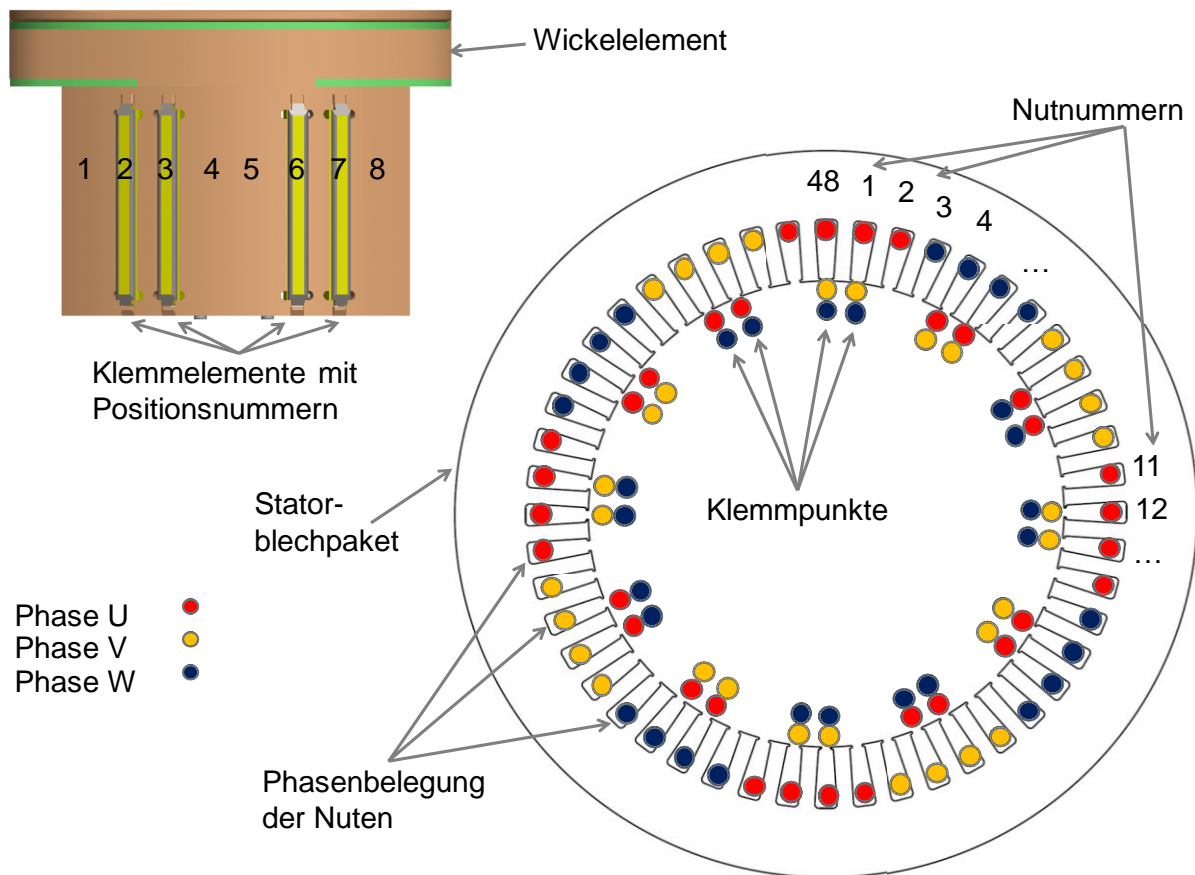 Wickelelement
Nutnummern
1 2 3 4 5 6 7 8
48 1 2 3 4
...
Klemmelemente mit
Positionsnummern
11
Stator-
blechpaket
Klemmpunkte
12
...
Phase U
Phase V
Phase W
Phasenbelegung
der Nuten